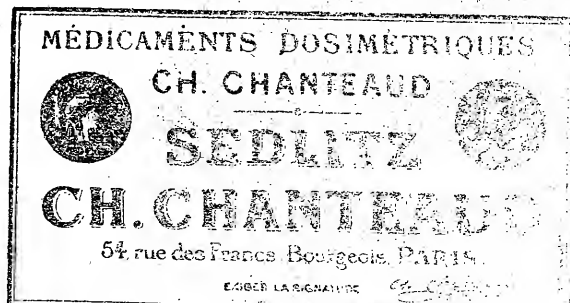 MÉDICAMENTS DOSIMÉTRIQUES
CH. CHANTEAUD
SEDLITZ
CH. CHANTEAUD
54, rue des Francs Bourgeois, PARIS
EXIGER LA SIGNATURE